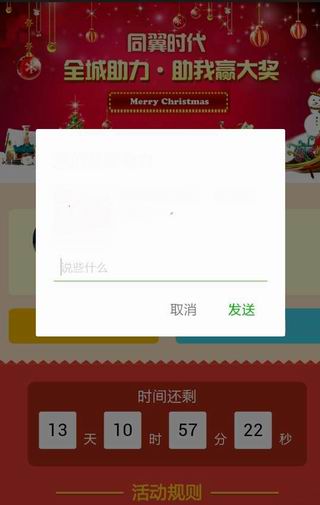 同翼时代
全城助力·助我赢大奖
Merry Christmas
说些什么
取消 发送
时间还剩
13 天 10 时 57 分 22 秒
活动规则